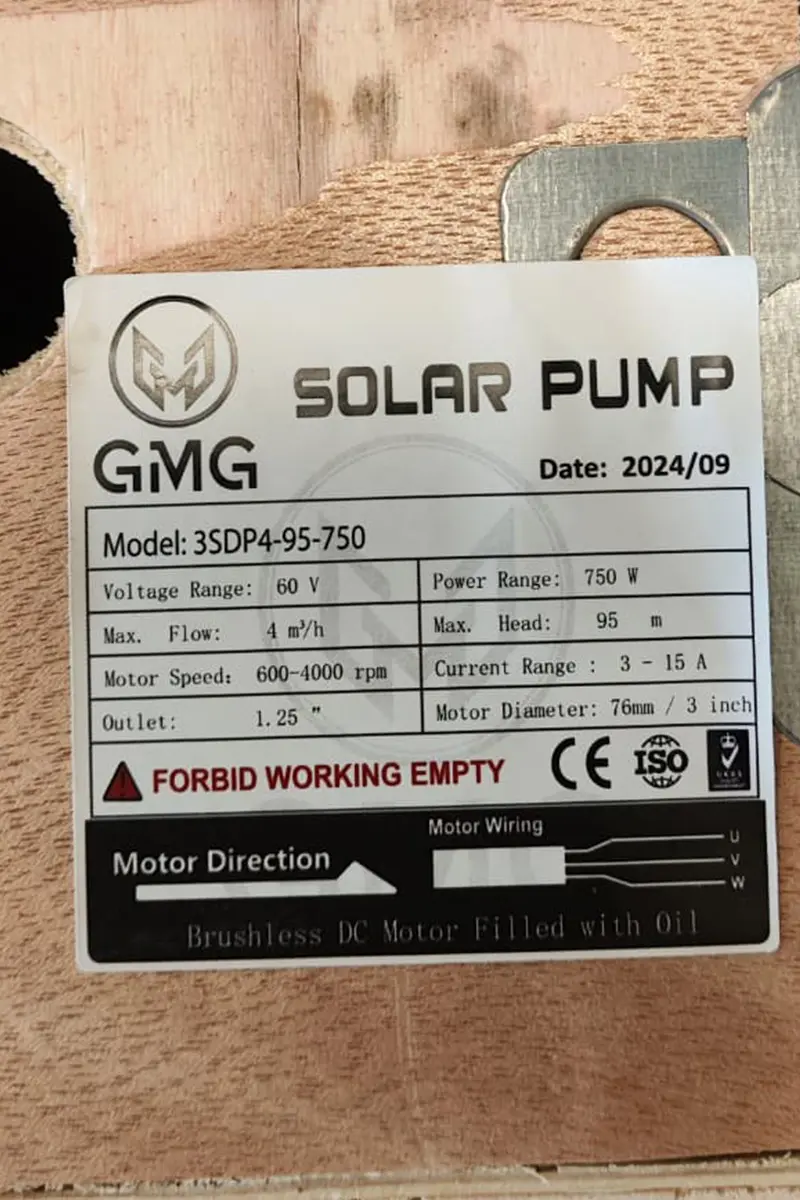 SOLAR PUMP
GMG
Date: 2024/09
Model: 3SDP4-95-750
Voltage Range: 60 V
Power Range: 750 W
Max. Flow: 4 m³/h
Max. Head: 95 m
Motor Speed: 600-4000 rpm
Current Range : 3 - 15 A
Outlet: 1.25 "
Motor Diameter: 76mm / 3 inch
FORBID WORKING EMPTY
CE ISO
Motor Wiring
Motor Direction
U
V
W
Brushless DC Motor Filled with Oil